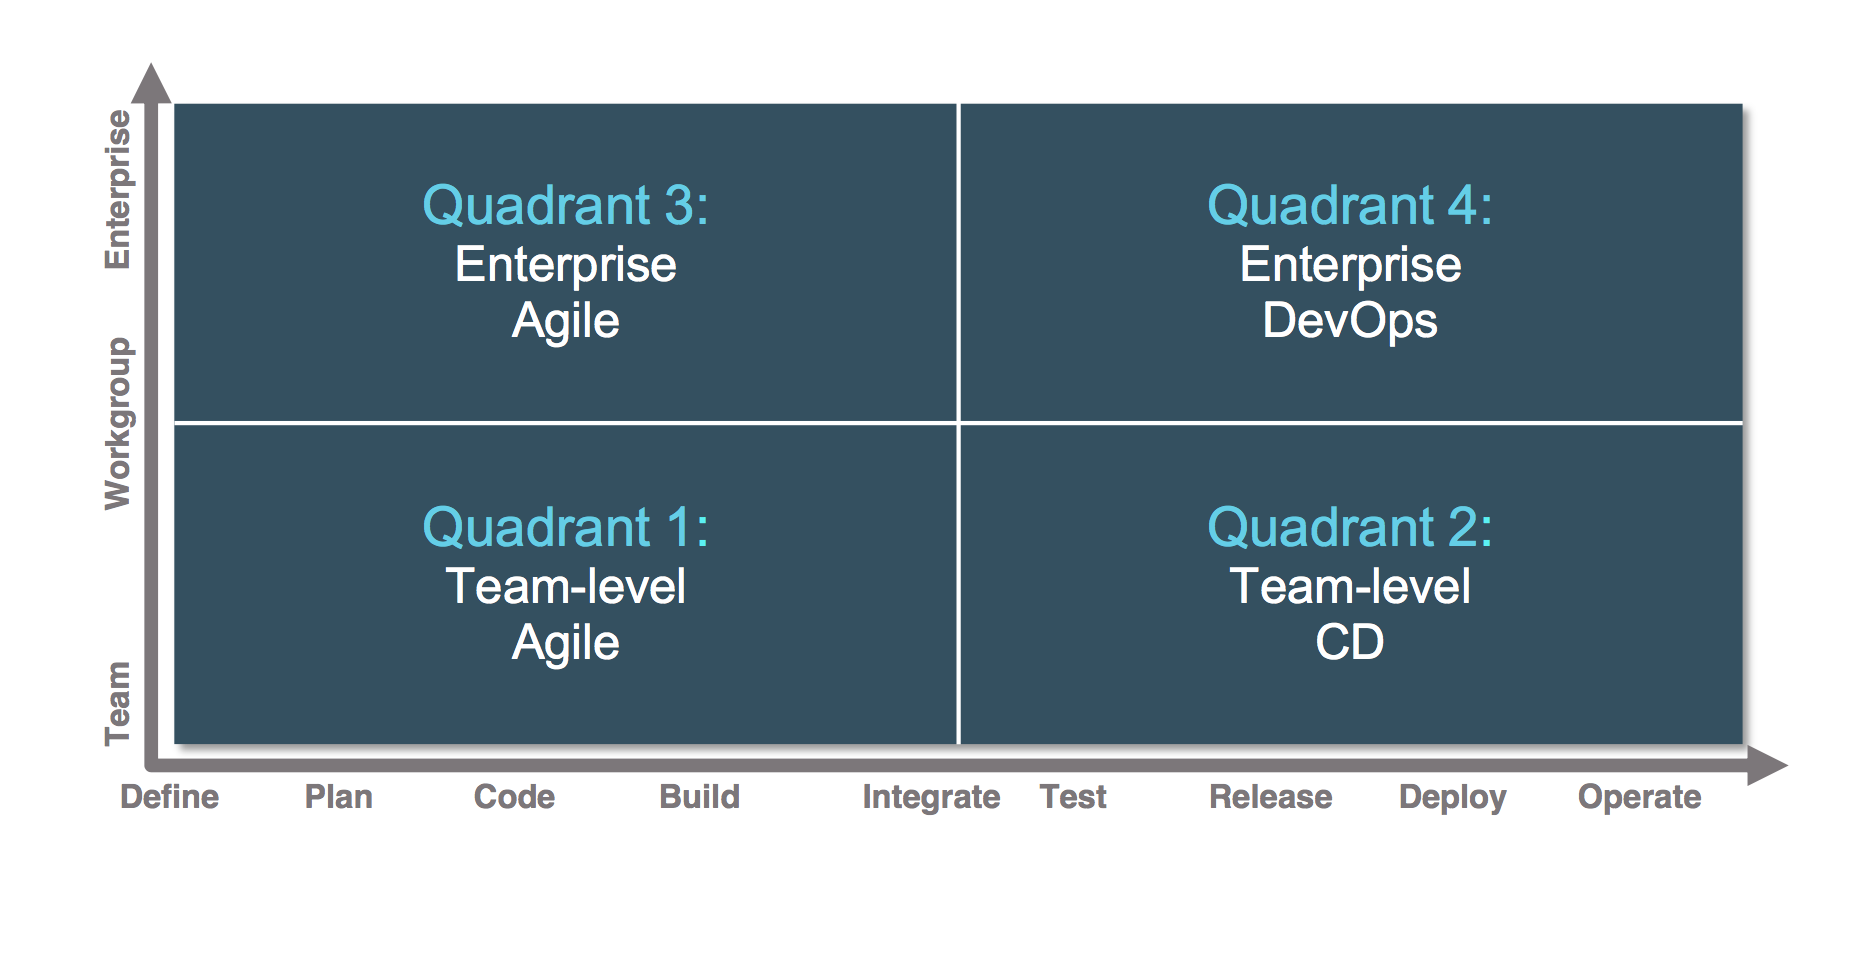 Enterprise
Workgroup
Team
Quadrant 3:
Enterprise
Agile
Quadrant 4:
Enterprise
DevOps
Quadrant 1:
Team-level
Agile
Quadrant 2:
Team-level
CD
Define Plan Code Build Integrate Test Release Deploy Operate